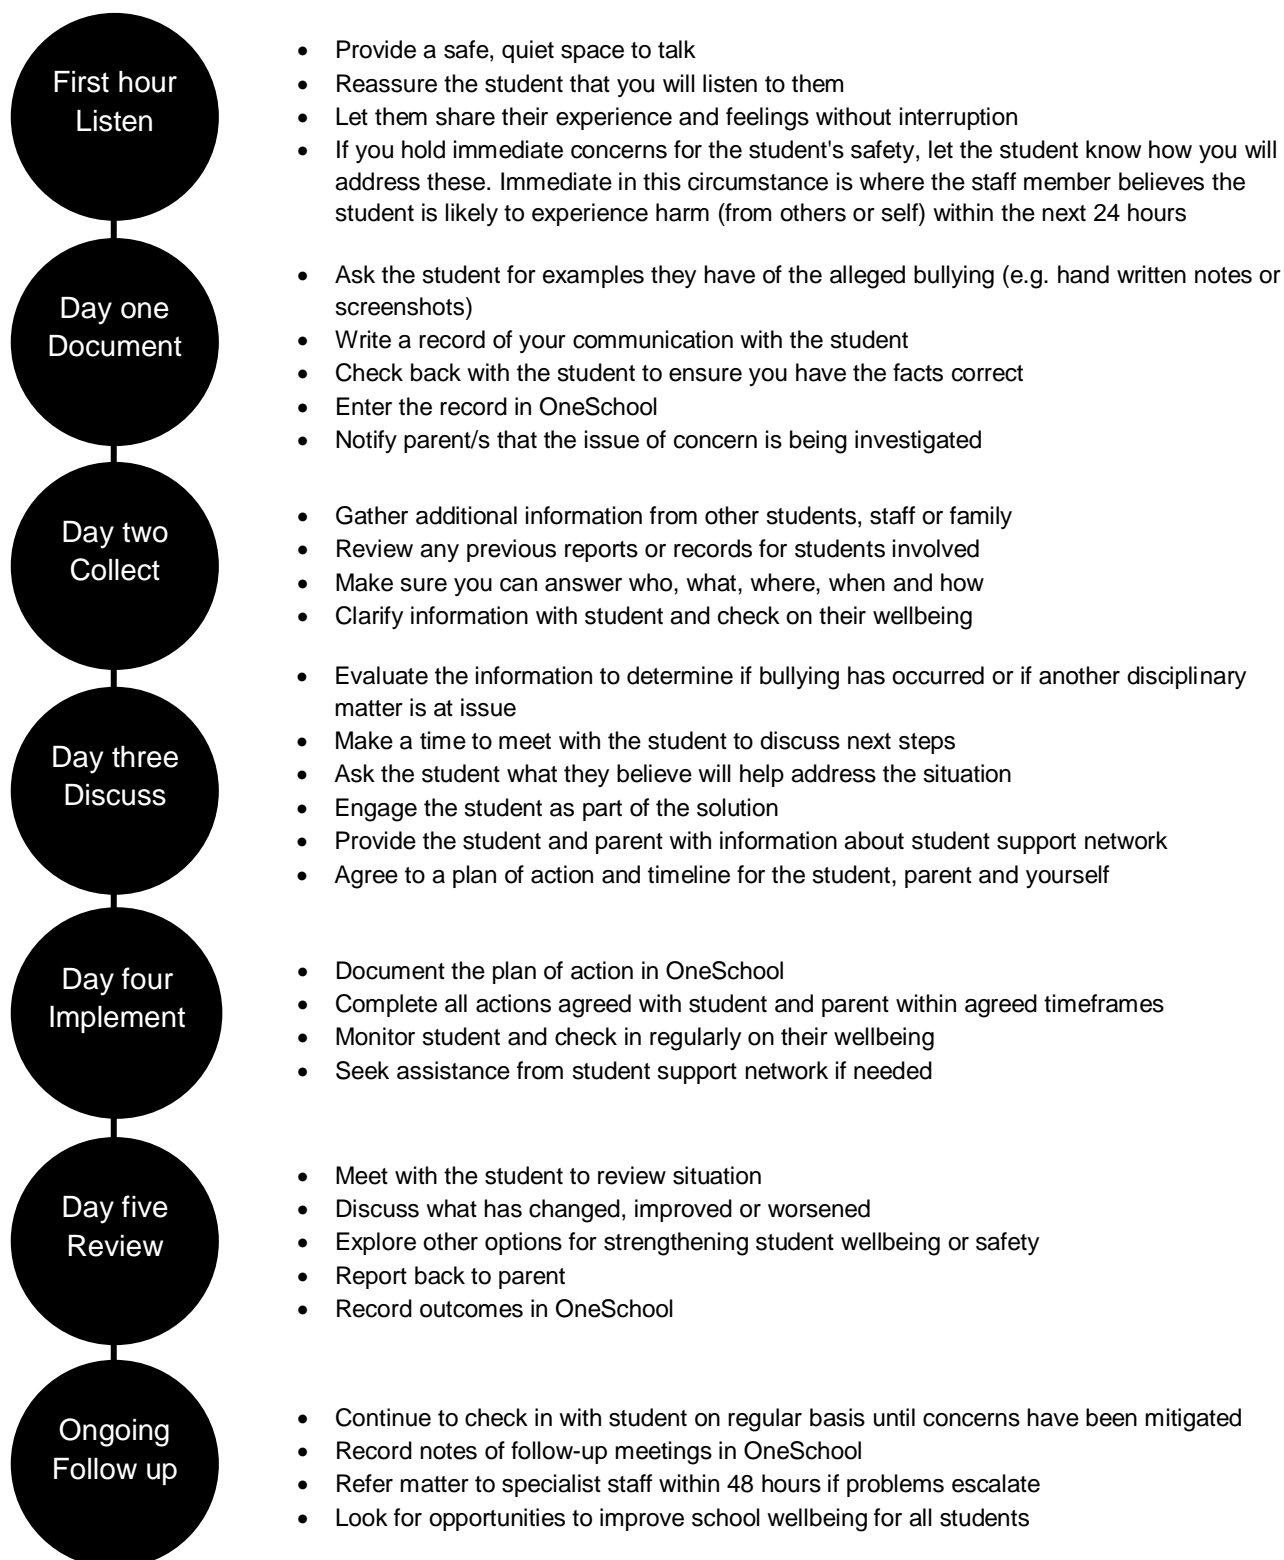 First hour
Listen
• Provide a safe, quiet space to talk
• Reassure the student that you will listen to them
• Let them share their experience and feelings without interruption
• If you hold immediate concerns for the student's safety, let the student know how you will
address these. Immediate in this circumstance is where the staff member believes the
student is likely to experience harm (from others or self) within the next 24 hours
Day one
Document
• Ask the student for examples they have of the alleged bullying (e.g. hand written notes or
screenshots)
• Write a record of your communication with the student
• Check back with the student to ensure you have the facts correct
• Enter the record in OneSchool
• Notify parent/s that the issue of concern is being investigated
Day two
Collect
• Gather additional information from other students, staff or family
• Review any previous reports or records for students involved
• Make sure you can answer who, what, where, when and how
• Clarify information with student and check on their wellbeing
Day three
Discuss
• Evaluate the information to determine if bullying has occurred or if another disciplinary
matter is at issue
• Make a time to meet with the student to discuss next steps
• Ask the student what they believe will help address the situation
• Engage the student as part of the solution
• Provide the student and parent with information about student support network
• Agree to a plan of action and timeline for the student, parent and yourself
Day four
Implement
• Document the plan of action in OneSchool
• Complete all actions agreed with student and parent within agreed timeframes
• Monitor student and check in regularly on their wellbeing
• Seek assistance from student support network if needed
Day five
Review
• Meet with the student to review situation
• Discuss what has changed, improved or worsened
• Explore other options for strengthening student wellbeing or safety
• Report back to parent
• Record outcomes in OneSchool
Ongoing
Follow up
• Continue to check in with student on regular basis until concerns have been mitigated
• Record notes of follow-up meetings in OneSchool
• Refer matter to specialist staff within 48 hours if problems escalate
• Look for opportunities to improve school wellbeing for all students